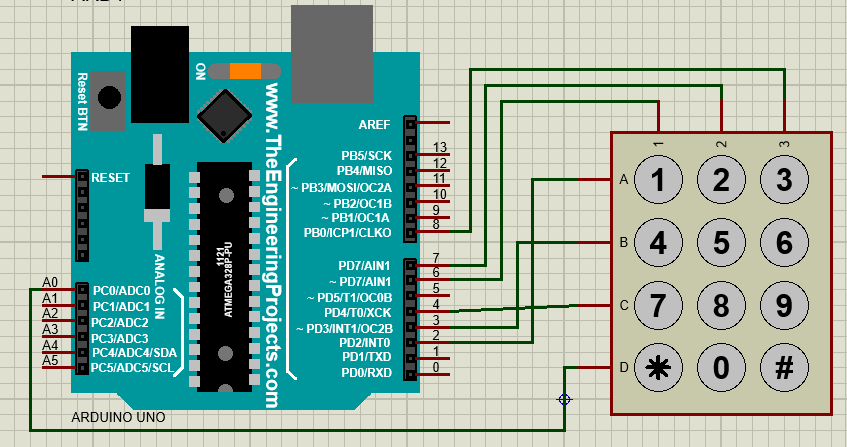 ON
Reset BTN
www.TheEngineeringProjects.com
1121
ATMEGA328P-PU
ANALOG IN
RESET
A0 PC0/ADC0
A1 PC1/ADC1
A2 PC2/ADC2
A3 PC3/ADC3
A4 PC4/ADC4/SDA
A5 PC5/ADC5/SCL
AREF
PB5/SCK 13
PB4/MISO 12
~ PB3/MOSI/OC2A 11
~ PB2/OC1B 10
~ PB1/OC1A 9
PB0/ICP1/CLKO 8
PD7/AIN1 7
~ PD7/AIN1 6
~ PD5/T1/OC0B 5
PD4/T0/XCK 4
~ PD3/INT1/OC2B 3
PD2/INT0 2
PD1/TXD 1
PD0/RXD 0
ARDUINO UNO
1 2 3
A 1 2 3
B 4 5 6
C 7 8 9
D * 0 #